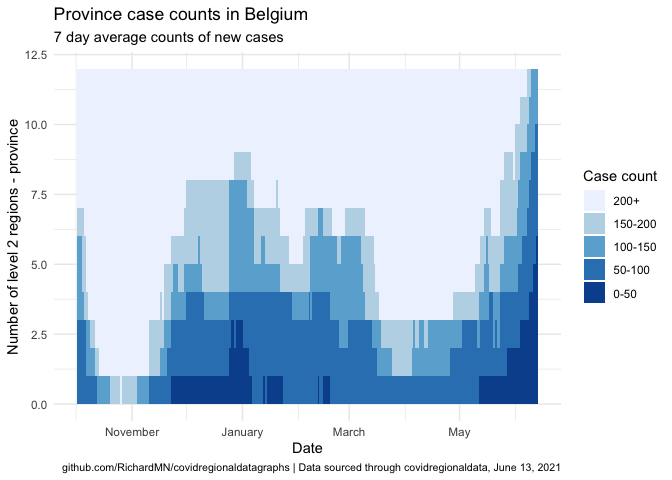 Province case counts in Belgium
7 day average counts of new cases
12.5
10.0
7.5
5.0
2.5
0.0
Number of level 2 regions - province
November January March May
Date
Case count
200+
150-200
100-150
50-100
0-50
github.com/RichardMN/covidregionaldatagraphs | Data sourced through covidregionaldata, June 13, 2021